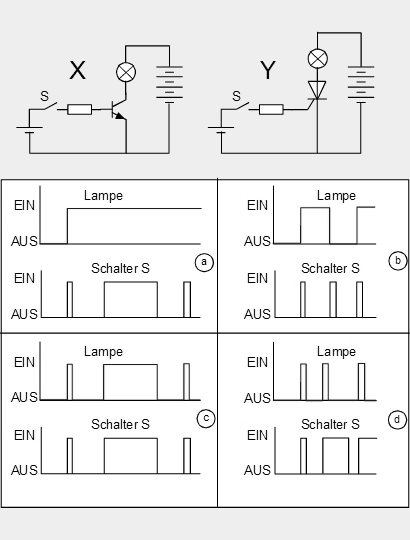 X
S
Y
S
Lampe
EIN
AUS
Schalter S
EIN
AUS
a
Lampe
EIN
AUS
Schalter S
EIN
AUS
b
Lampe
EIN
AUS
Schalter S
EIN
AUS
c
Lampe
EIN
AUS
Schalter S
EIN
AUS
d